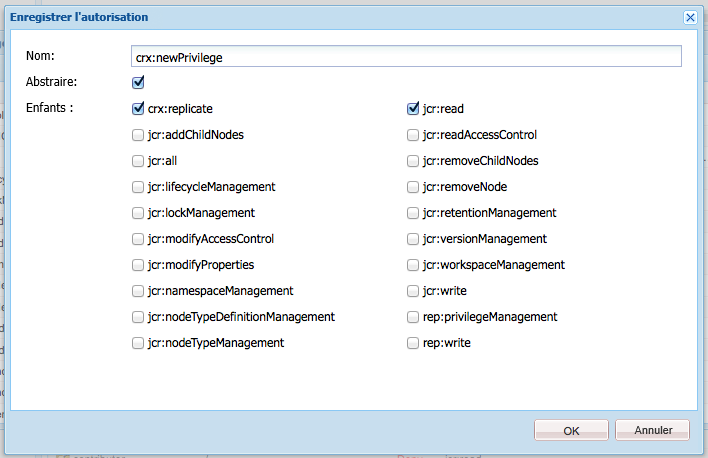 Enregistrer l'autorisation
Nom: crx:newPrivilege
Abstraire:
Enfants : crx:replicate jcr:read
jcr:addChildNodes jcr:readAccessControl
jcr:all jcr:removeChildNodes
jcr:lifecycleManagement jcr:removeNode
jcr:lockManagement jcr:retentionManagement
jcr:modifyAccessControl jcr:versionManagement
jcr:modifyProperties jcr:workspaceManagement
jcr:namespaceManagement jcr:write
jcr:nodeTypeDefinitionManagement rep:privilegeManagement
jcr:nodeTypeManagement rep:write
OK Annuler